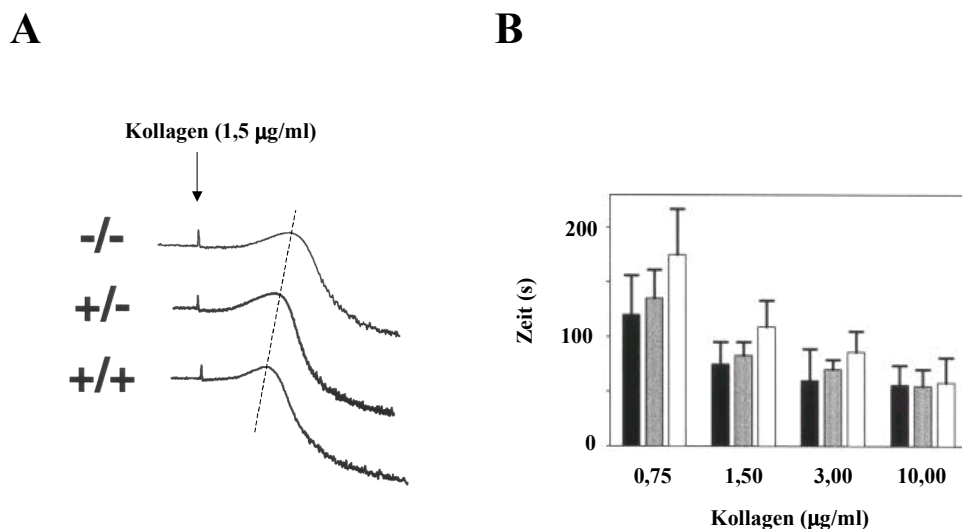 A
Kollagen (1,5 μg/ml)
-/-
+/-
+/+
B
Zeit (s)
200
100
0
0,75 1,50 3,00 10,00
Kollagen (μg/ml)